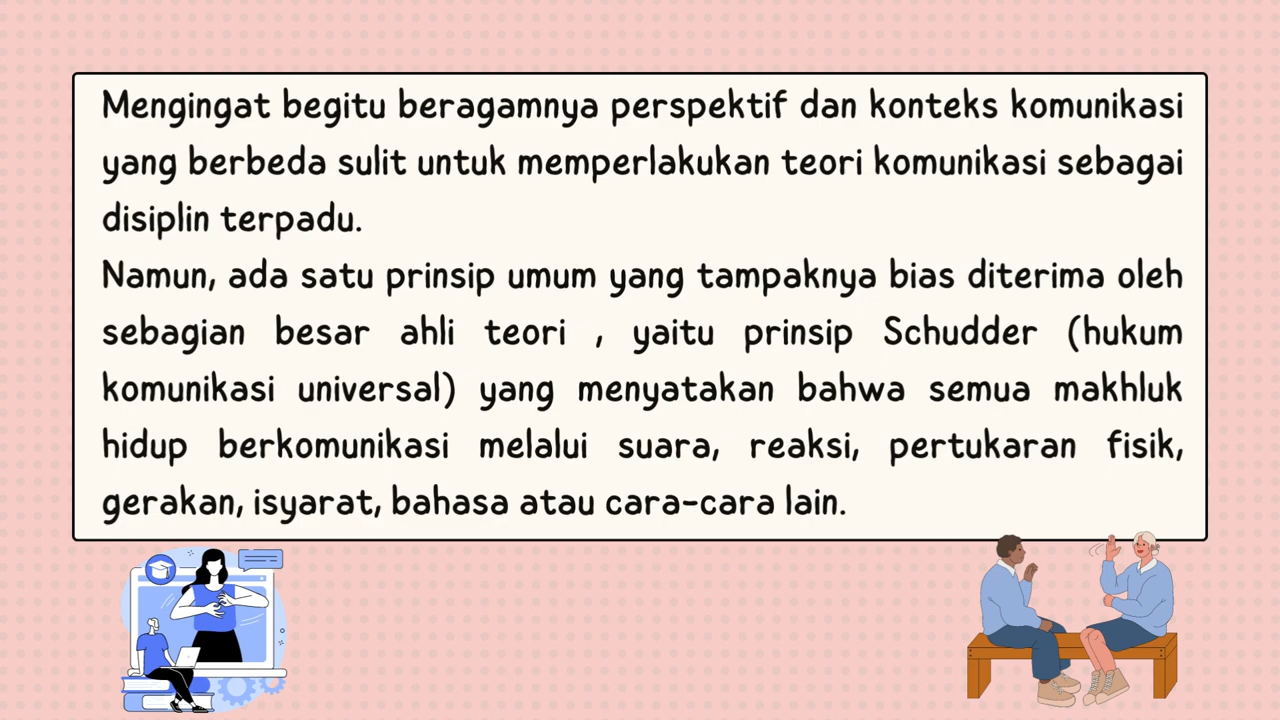 Mengingat begitu beragamnya perspektif dan konteks komunikasi
yang berbeda sulit untuk memperlakukan teori komunikasi sebagai
disiplin terpadu.
Namun, ada satu prinsip umum yang tampaknya bias diterima oleh
sebagian besar ahli teori , yaitu prinsip Schudder (hukum
komunikasi universal) yang menyatakan bahwa semua makhluk
hidup berkomunikasi melalui suara, reaksi, pertukaran fisik,
gerakan, isyarat, bahasa atau cara-cara lain.